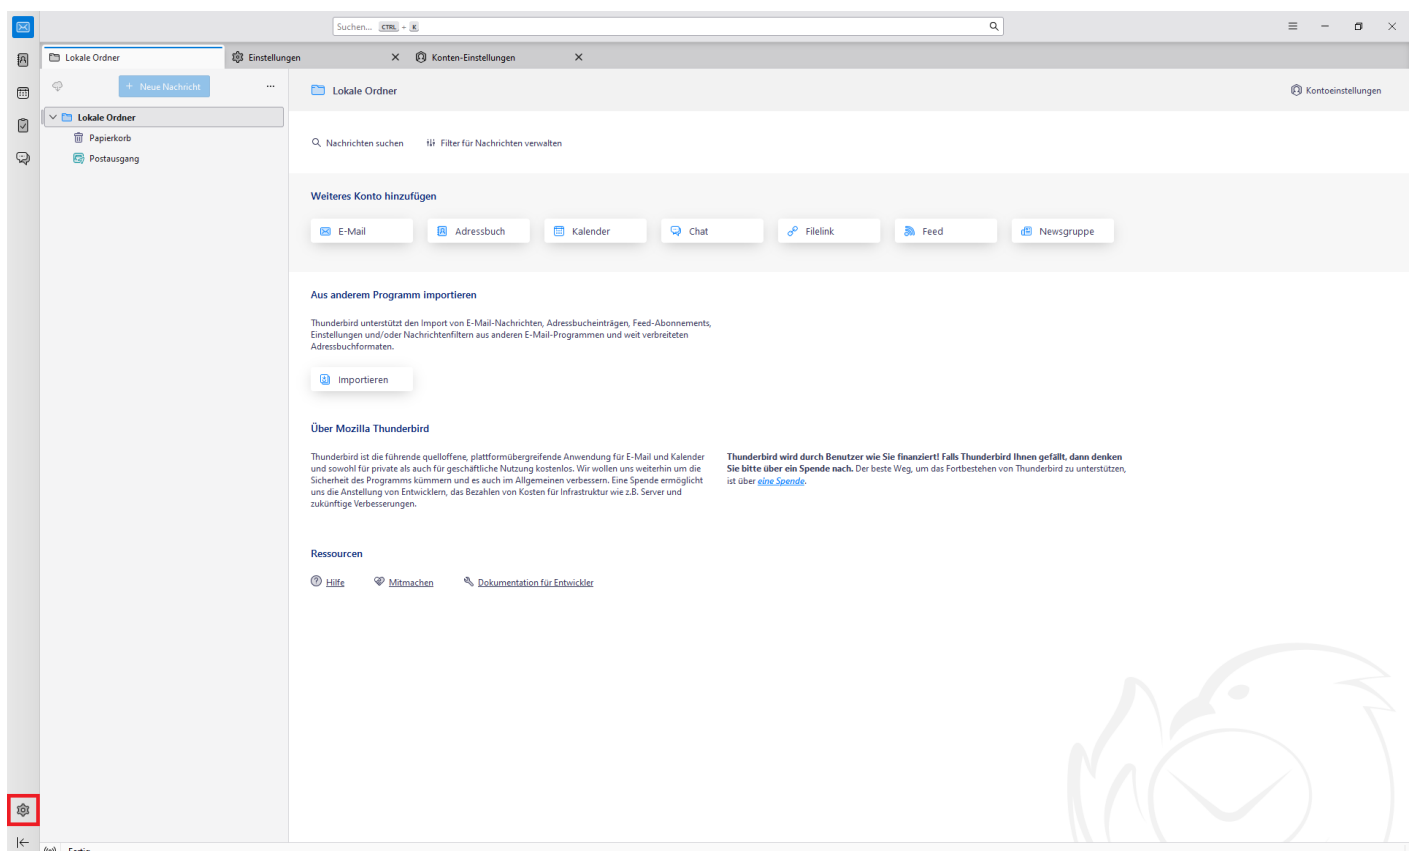 Suchen... CTRL + K
Lokale Ordner
Einstellungen
Konten-Einstellungen
+ Neue Nachricht
Lokale Ordner
Papierkorb
Postausgang
Lokale Ordner
Kontoeinstellungen
Nachrichten suchen
Filter für Nachrichten verwalten
Weiteres Konto hinzufügen
E-Mail
Adressbuch
Kalender
Chat
Filelink
Feed
Newsgruppe
Aus anderem Programm importieren
Thunderbird unterstützt den Import von E-Mail-Nachrichten, Adressbucheinträgen, Feed-Abonnements,
Einstellungen und/oder Nachrichtenfiltern aus anderen E-Mail-Programmen und weit verbreiteten
Adressbuchformaten.
Importieren
Über Mozilla Thunderbird
Thunderbird ist die führende quelloffene, plattformübergreifende Anwendung für E-Mail und Kalender
und sowohl für private als auch für geschäftliche Nutzung kostenlos. Wir wollen uns weiterhin um die
Sicherheit des Programms kümmern und es auch im Allgemeinen verbessern. Eine Spende ermöglicht
uns die Anstellung von Entwicklern, das Bezahlen von Kosten für Infrastruktur wie z.B. Server und
zukünftige Verbesserungen.
Thunderbird wird durch Benutzer wie Sie finanziert! Falls Thunderbird Ihnen gefällt, dann denken
Sie bitte über ein Spende nach. Der beste Weg, um das Fortbestehen von Thunderbird zu unterstützen,
ist über eine Spende.
Ressourcen
Hilfe
Mitmachen
Dokumentation für Entwickler
Fertig